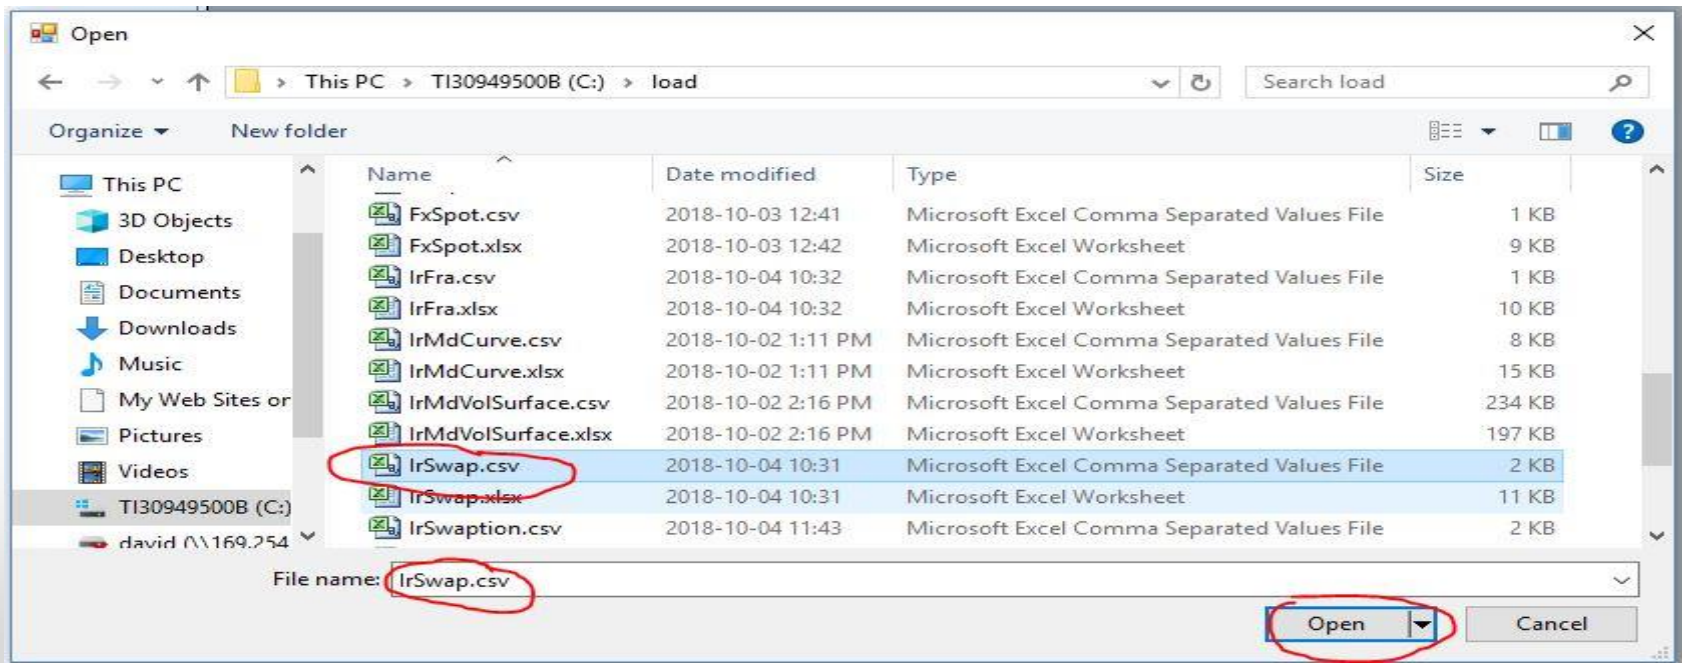 Open
This PC > TI30949500B (C:) > load
Search load
Organize
New folder
Name Date modified Type Size
This PC
3D Objects
Desktop
Documents
Downloads
Music
My Web Sites or
Pictures
Videos
TI30949500B (C:)
david (\\169.254
FxSpot.csv 2018-10-03 12:41 Microsoft Excel Comma Separated Values File 1 KB
FxSpot.xlsx 2018-10-03 12:42 Microsoft Excel Worksheet 9 KB
IrFra.csv 2018-10-04 10:32 Microsoft Excel Comma Separated Values File 1 KB
IrFra.xlsx 2018-10-04 10:32 Microsoft Excel Worksheet 10 KB
IrMdCurve.csv 2018-10-02 1:11 PM Microsoft Excel Comma Separated Values File 8 KB
IrMdCurve.xlsx 2018-10-02 1:11 PM Microsoft Excel Worksheet 15 KB
IrMdVolSurface.csv 2018-10-02 2:16 PM Microsoft Excel Comma Separated Values File 234 KB
IrMdVolSurface.xlsx 2018-10-02 2:16 PM Microsoft Excel Worksheet 197 KB
IrSwap.csv 2018-10-04 10:31 Microsoft Excel Comma Separated Values File 2 KB
IrSwap.xlsx 2018-10-04 10:31 Microsoft Excel Worksheet 11 KB
IrSwaption.csv 2018-10-04 11:43 Microsoft Excel Comma Separated Values File 2 KB
File name: IrSwap.csv
Open
Cancel